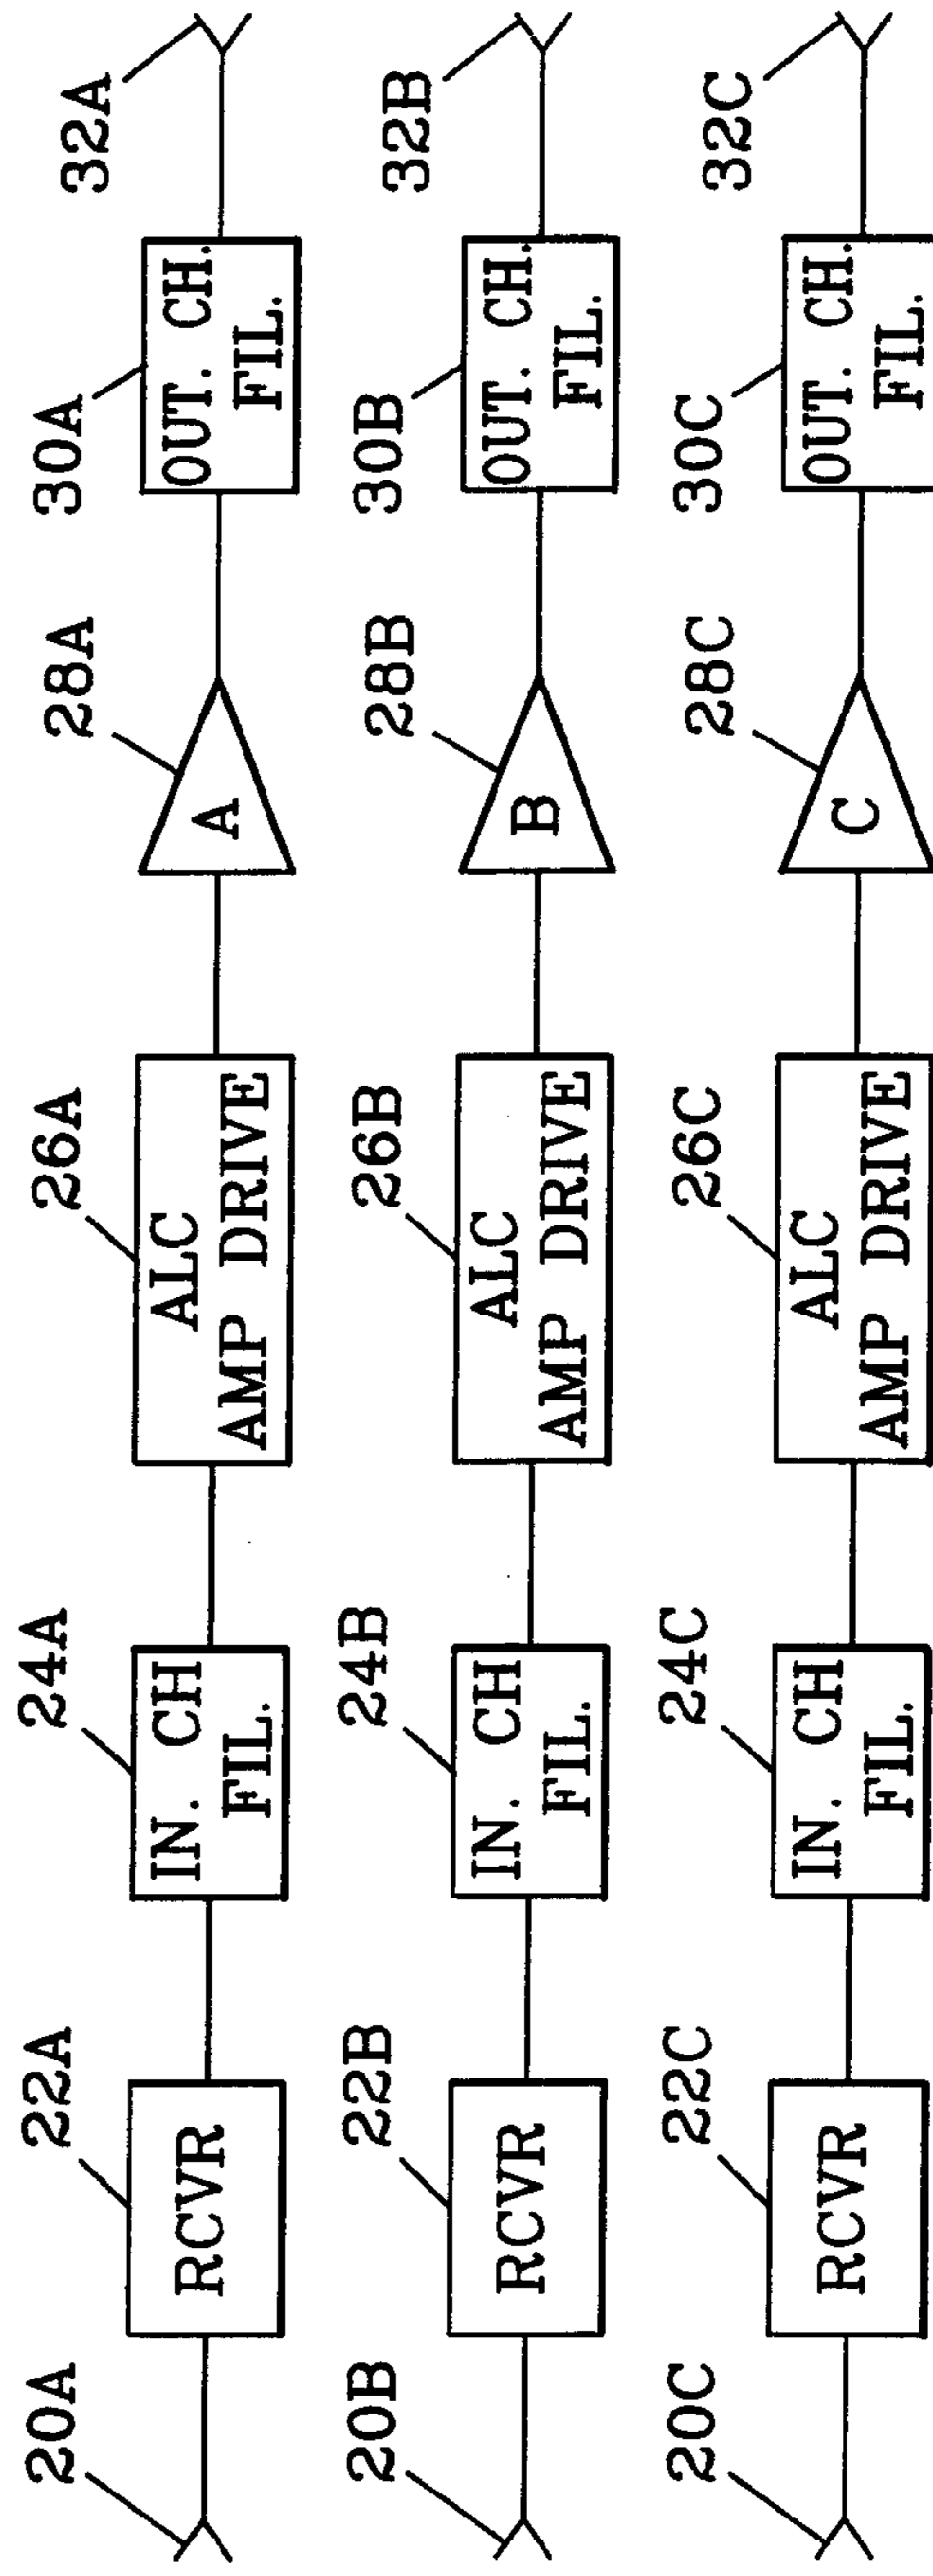 20A
22A
RCVR
24A
IN. CH
FIL.
26A
ALC
AMP DRIVE
28A
A
30A
OUT. CH.
FIL.
32A
20B
22B
RCVR
24B
IN. CH
FIL.
26B
ALC
AMP DRIVE
28B
B
30B
OUT. CH.
FIL.
32B
20C
22C
RCVR
24C
IN. CH
FIL.
26C
ALC
AMP DRIVE
28C
C
30C
OUT. CH.
FIL.
32C